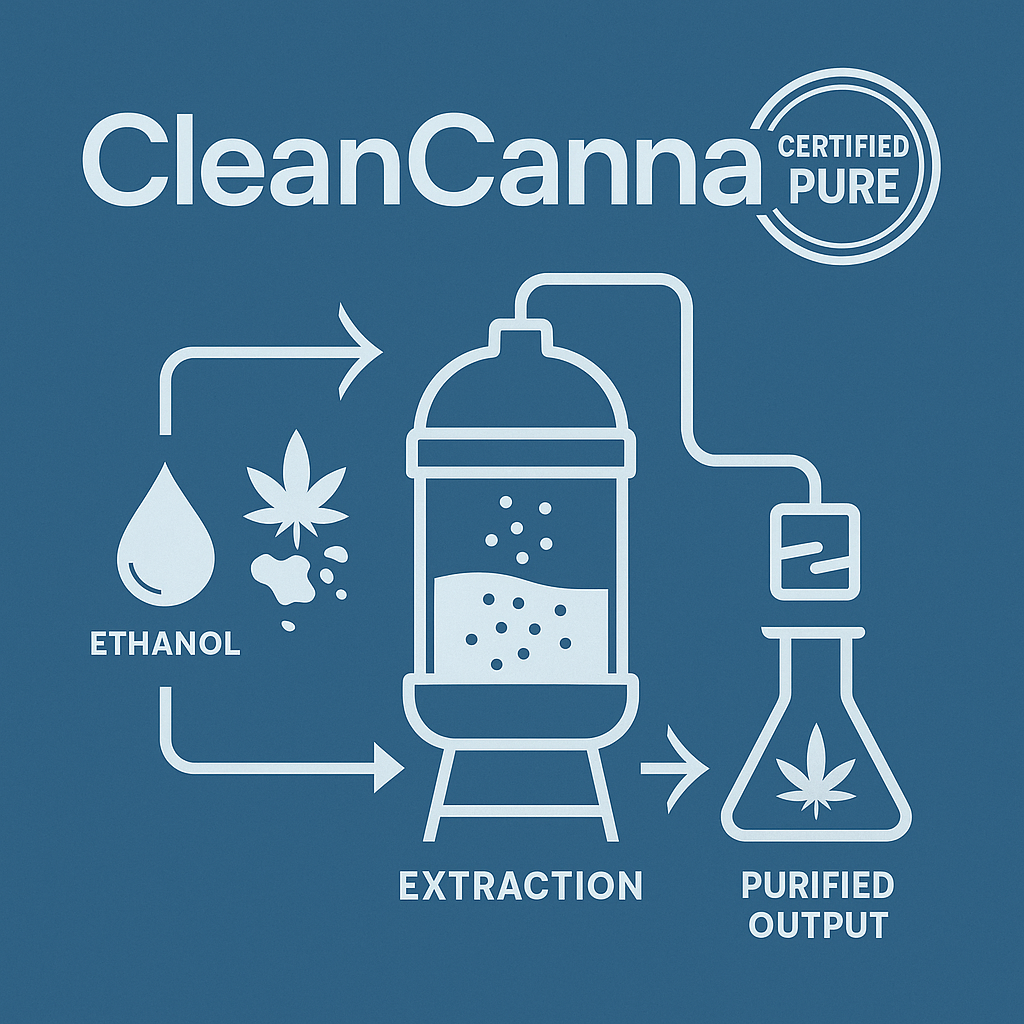 CleanCanna
CERTIFIED
PURE
ETHANOL
EXTRACTION
PURIFIED
OUTPUT